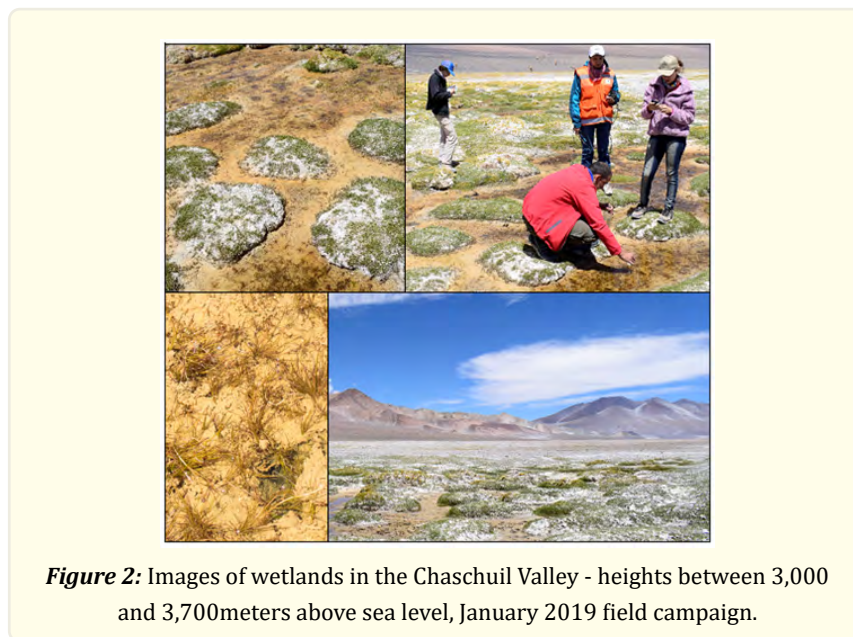 Figure 2: Images of wetlands in the Chaschuil Valley - heights between 3,000
and 3,700meters above sea level, January 2019 field campaign.